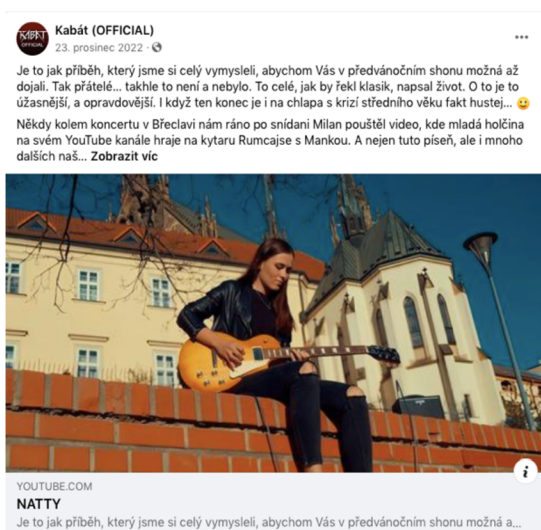 KABÁT
OFFICIAL
Kabát (OFFICIAL)
23. prosinec 2022 ·
Je to jak příběh, který jsme si celý vymysleli, abychom Vás v předvánočním shonu možná až
dojali. Tak přátelé... takhle to není a nebylo. To celé, jak by řekl klasik, napsal život. O to je to
úžasnější, a opravdovější. I když ten konec je i na chlapa s krizí středního věku fakt hustej... 😀
Někdy kolem koncertu v Břeclavi nám ráno po snídani Milan pouštěl video, kde mladá holčina
na svém YouTube kanále hraje na kytaru Rumcajse s Mankou. A nejen tuto píseň, ale i mnoho
dalších naš... Zobrazit víc
YOUTUBE.COM
NATTY
Je to jak příběh, který jsme si celý vymysleli, abychom Vás v předvánočním shonu možná a...